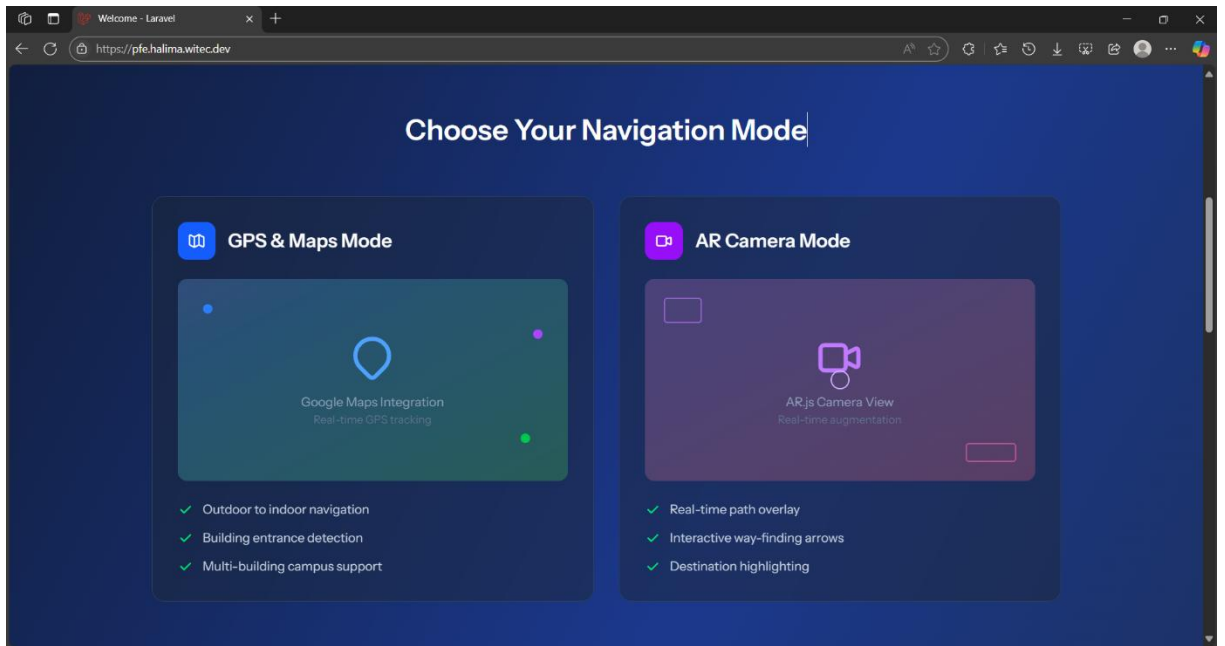 Welcome - Laravel
https://pfe.halima.witec.dev
Choose Your Navigation Mode
GPS & Maps Mode
Google Maps Integration
Real-time GPS tracking
Outdoor to indoor navigation
Building entrance detection
Multi-building campus support
AR Camera Mode
AR.js Camera View
Real-time augmentation
Real-time path overlay
Interactive way-finding arrows
Destination highlighting